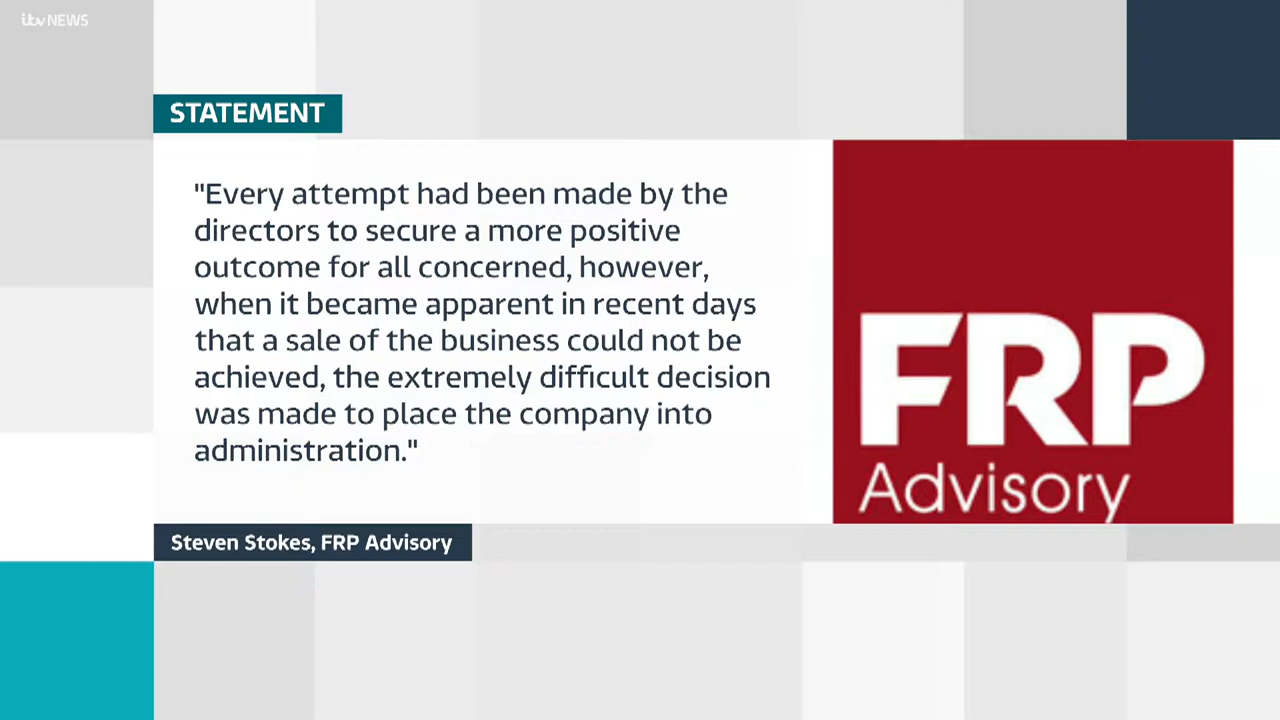 itv NEWS
STATEMENT
"Every attempt had been made by the
directors to secure a more positive
outcome for all concerned, however,
when it became apparent in recent days
that a sale of the business could not be
achieved, the extremely difficult decision
was made to place the company into
administration."
FRP
Advisory
Steven Stokes, FRP Advisory